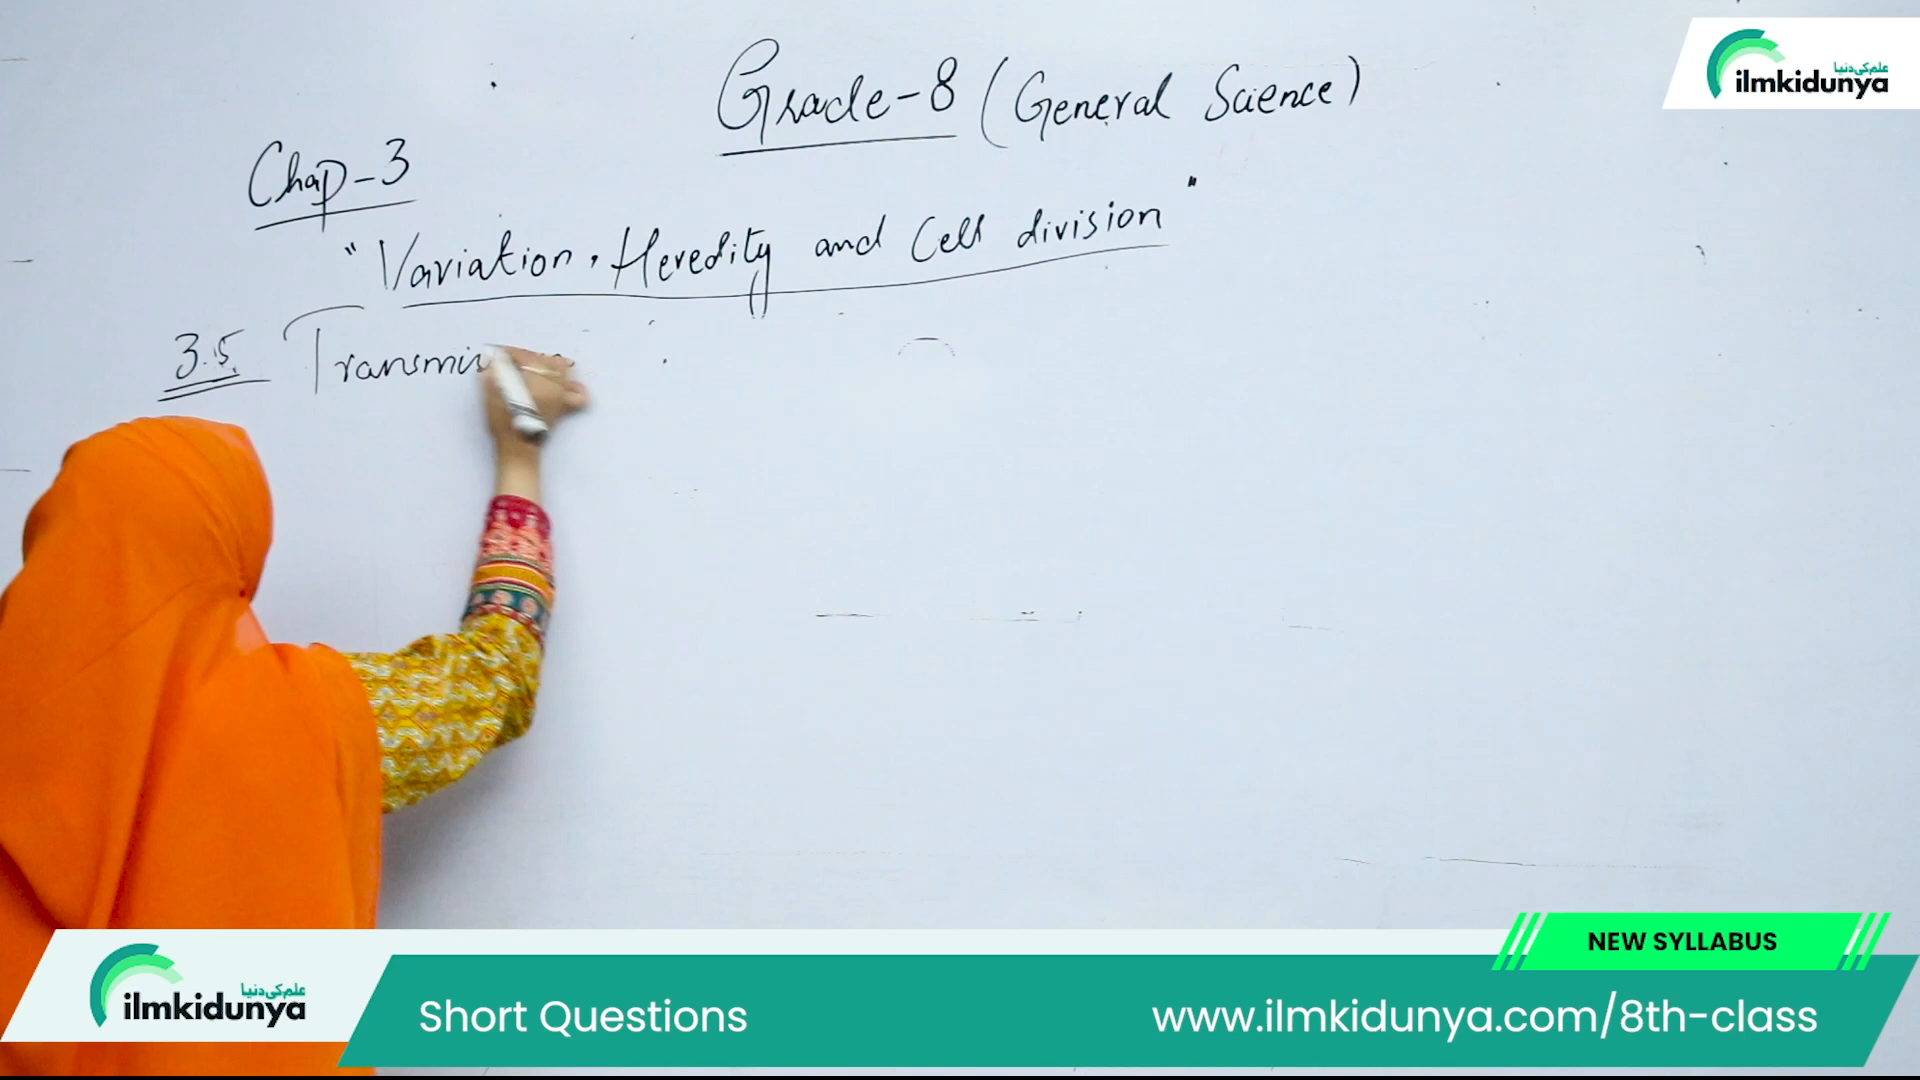 Grade-8 (General Science)
علم کی دنیا
ilmkidunya
Chap-3
"Variation, Heredity and Cell division"
3.5
NEW SYLLABUS
علم کی دنیا
ilmkidunya
Short Questions
www.ilmkidunya.com/8th-class